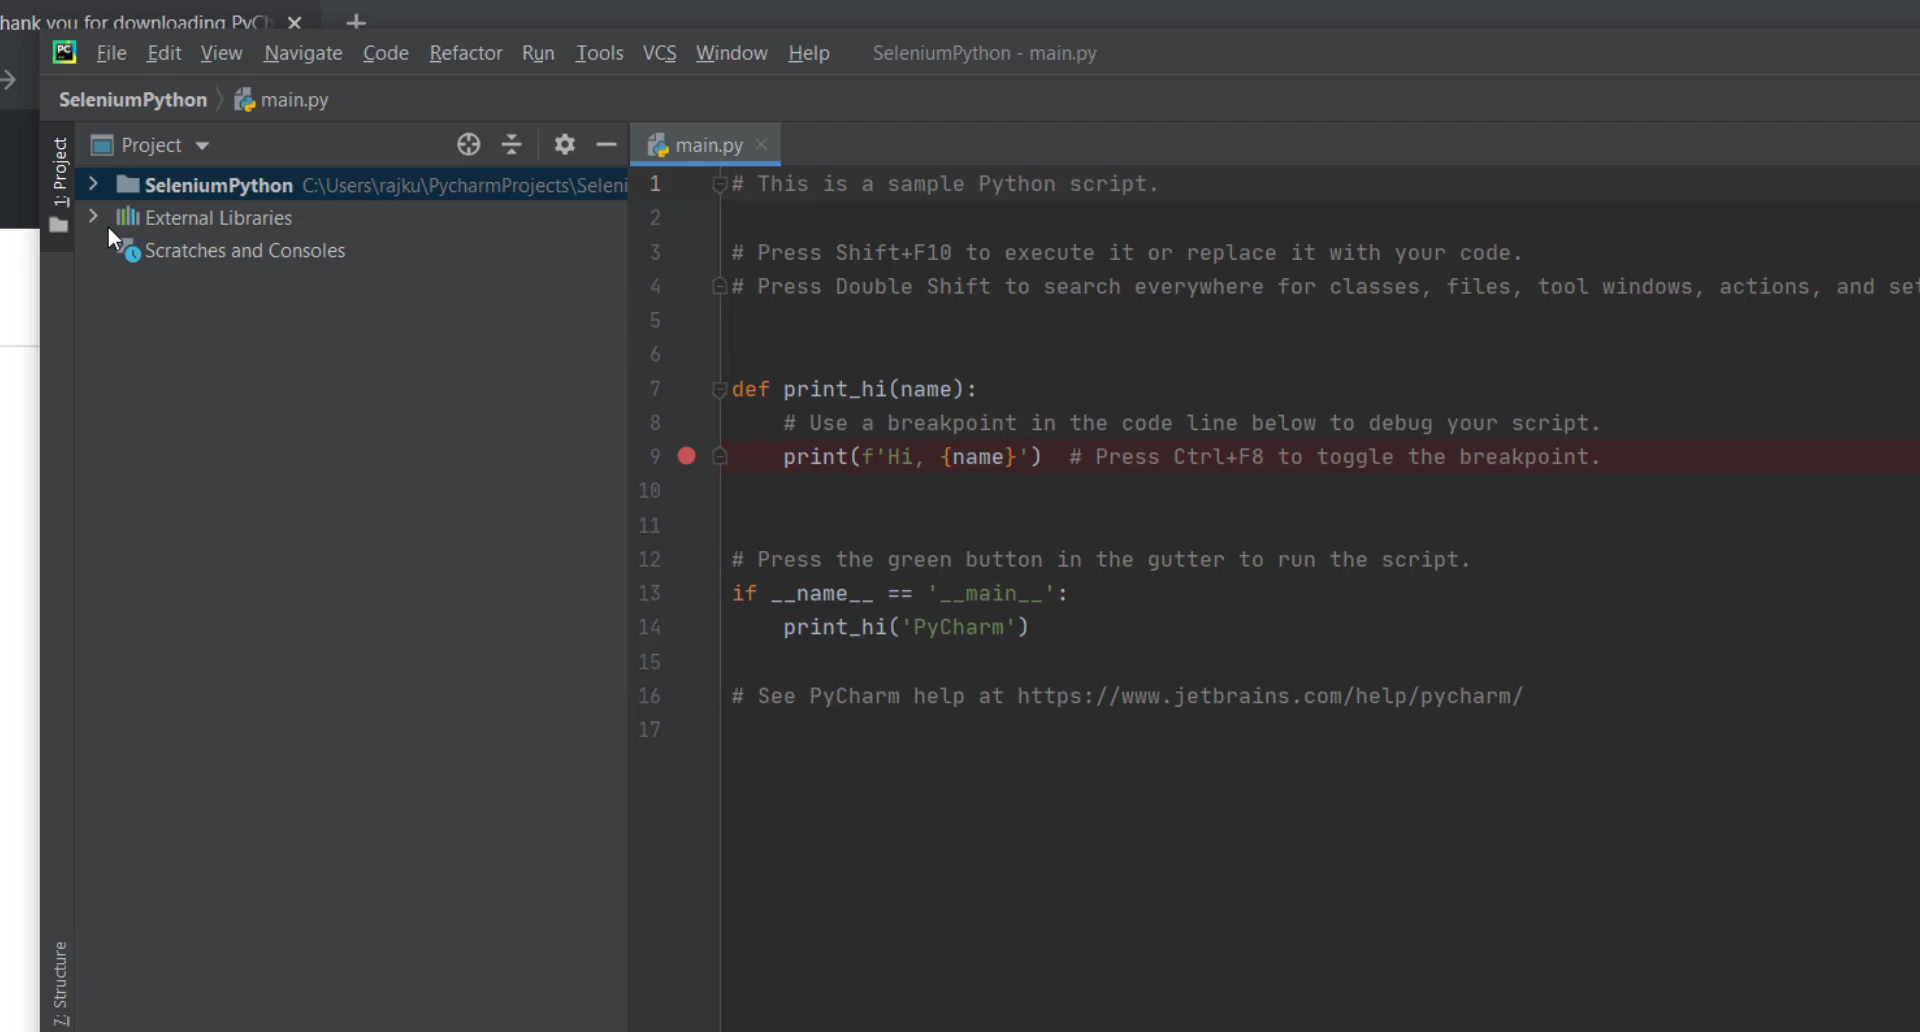 hank you for downloading PyCh
File Edit View Navigate Code Refactor Run Tools VCS Window Help SeleniumPython - main.py
SeleniumPython main.py
1: Project
Project
main.py
SeleniumPython C:\Users\rajku\PycharmProjects\Seleni
External Libraries
Scratches and Consoles
1 # This is a sample Python script.
2
3 # Press Shift+F10 to execute it or replace it with your code.
4 # Press Double Shift to search everywhere for classes, files, tool windows, actions, and set
5
6
7 def print_hi(name):
8 # Use a breakpoint in the code line below to debug your script.
9 print(f'Hi, {name}') # Press Ctrl+F8 to toggle the breakpoint.
10
11
12 # Press the green button in the gutter to run the script.
13 if __name__ == '__main__':
14 print_hi('PyCharm')
15
16 # See PyCharm help at https://www.jetbrains.com/help/pycharm/
17
7: Structure